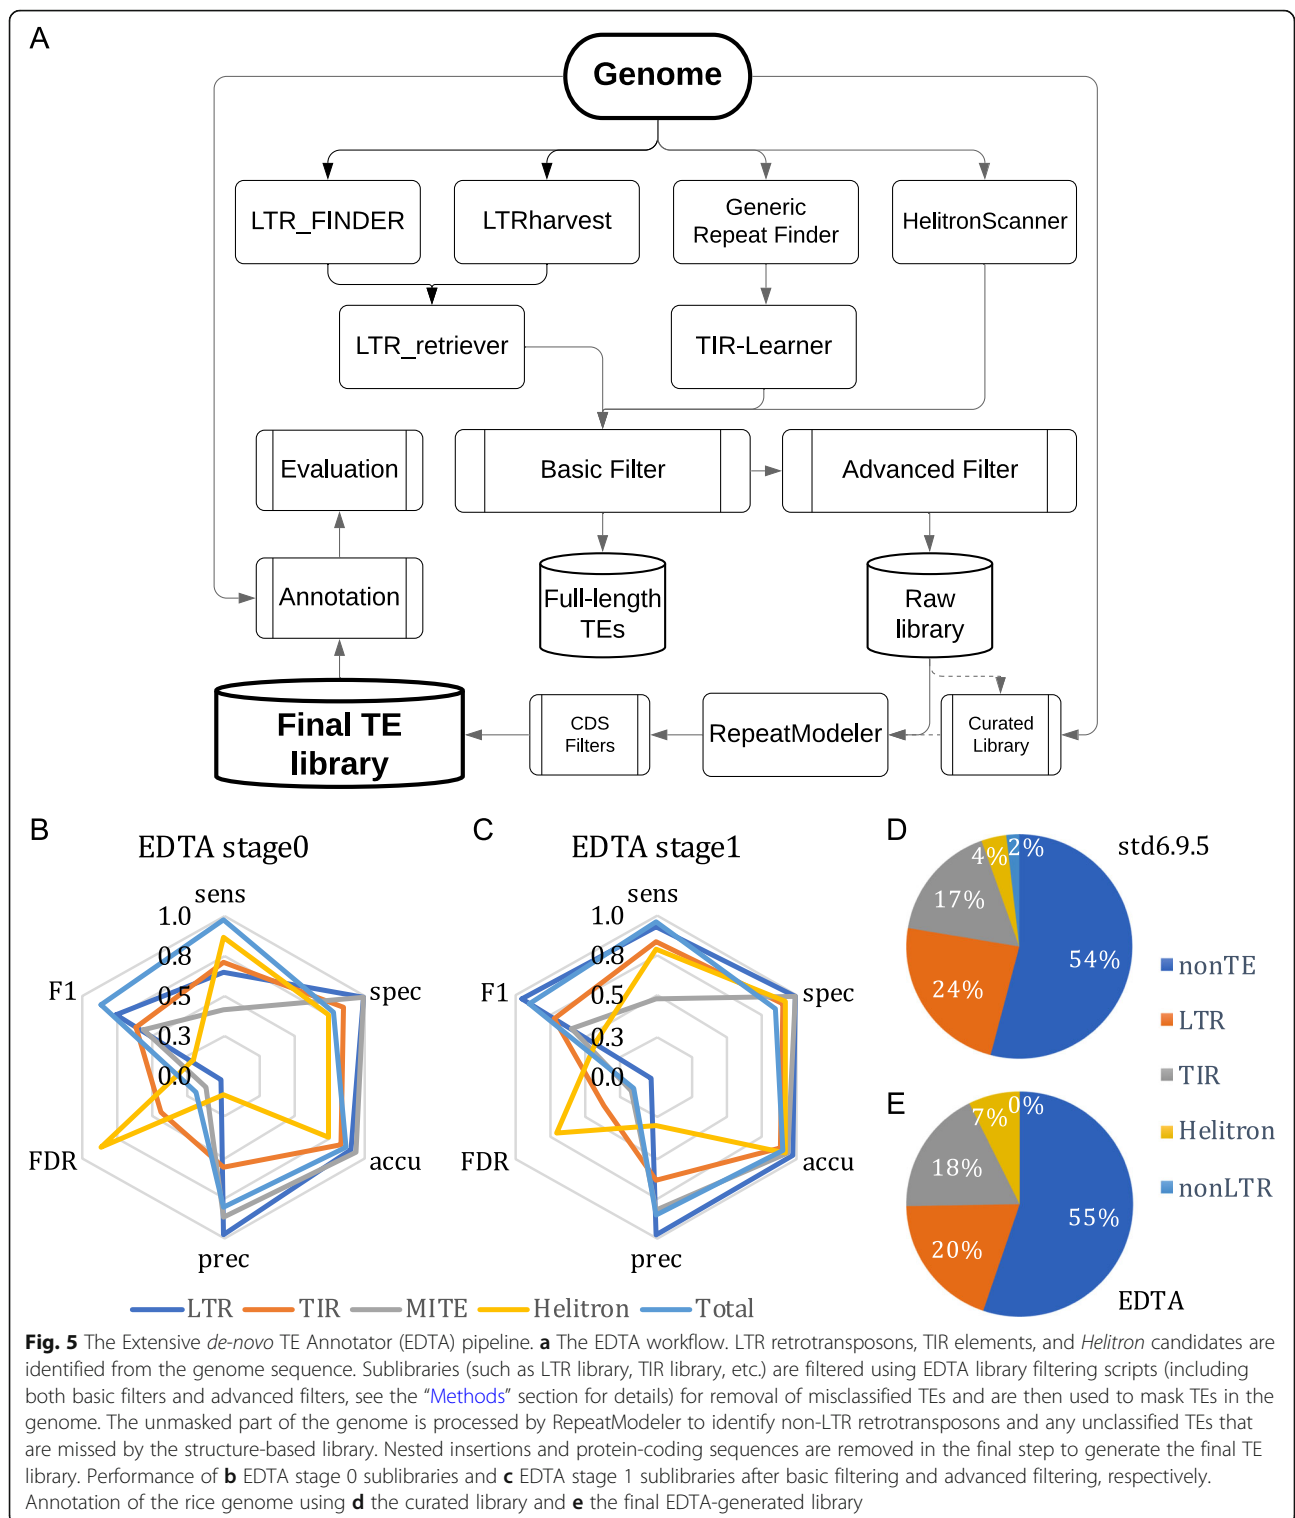 A
Genome
LTR_FINDER
LTRharvest
Generic
Repeat Finder
HelitronScanner
LTR_retriever
TIR-Learner
Evaluation
Basic Filter
Advanced Filter
Annotation
Full-length
TEs
Raw
library
Final TE
library
CDS
Filters
RepeatModeler
Curated
Library
B
EDTA stage0
sens
1.0
0.8
0.5
0.3
0.0
F1
spec
FDR
accu
prec
C
EDTA stage1
sens
1.0
0.8
0.5
0.3
0.0
F1
spec
FDR
accu
prec
LTR
TIR
MITE
Helitron
Total
D
std6.9.5
4%
2%
17%
54%
24%
nonTE
LTR
TIR
Helitron
nonLTR
E
7%
0%
18%
55%
20%
EDTA
Fig. 5 The Extensive de-novo TE Annotator (EDTA) pipeline. a The EDTA workflow. LTR retrotransposons, TIR elements, and Helitron candidates are
identified from the genome sequence. Sublibraries (such as LTR library, TIR library, etc.) are filtered using EDTA library filtering scripts (including
both basic filters and advanced filters, see the “Methods” section for details) for removal of misclassified TEs and are then used to mask TEs in the
genome. The unmasked part of the genome is processed by RepeatModeler to identify non-LTR retrotransposons and any unclassified TEs that
are missed by the structure-based library. Nested insertions and protein-coding sequences are removed in the final step to generate the final TE
library. Performance of b EDTA stage 0 sublibraries and c EDTA stage 1 sublibraries after basic filtering and advanced filtering, respectively.
Annotation of the rice genome using d the curated library and e the final EDTA-generated library